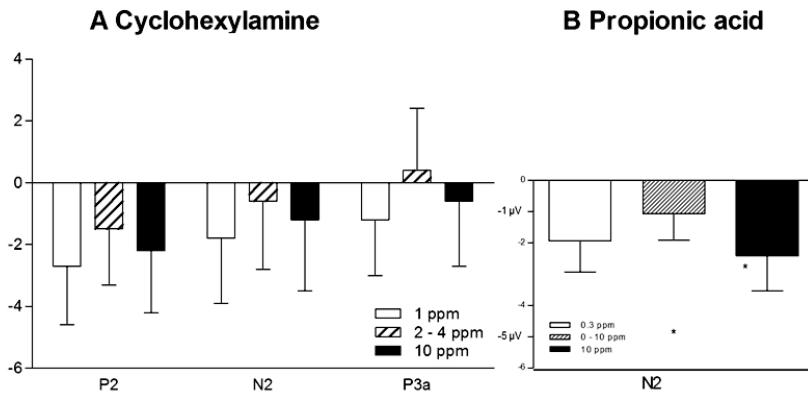 A Cyclohexylamine
4
2
0
-2
-4
-6
1 ppm
2 - 4 ppm
10 ppm
P2
N2
P3a
B Propionic acid
-0
-1 µV
-2
-4
-5 µV
-6
*
*
0.3 ppm
0 - 10 ppm
10 ppm
N2